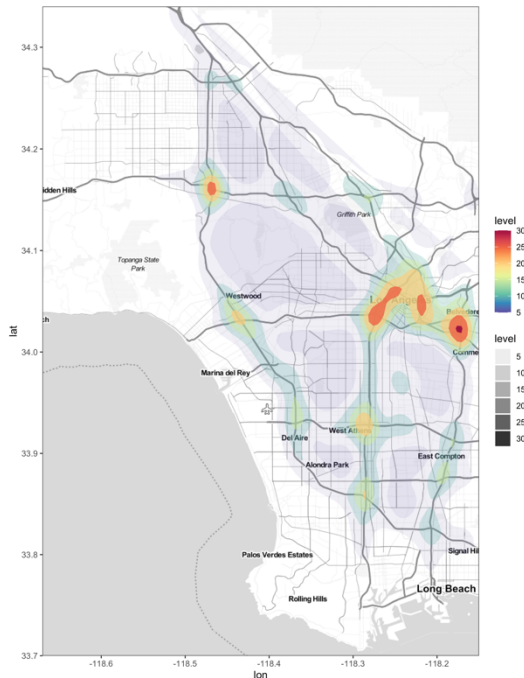 34.3
34.2
34.1
34.0
33.9
33.8
33.7
lat
idden Hills
Griffith Park
Topanga State
Park
Westwood
Los Angeles
ch
Marina del Rey
Del Aire
West Athens
Alondra Park
East Compton
Palos Verdes Estates
Signal Hil
Long Beach
Rolling Hills
-118.6
-118.5
-118.4
-118.3
-118.2
lon
level
30
25
20
15
10
5
level
5
10
15
20
25
30